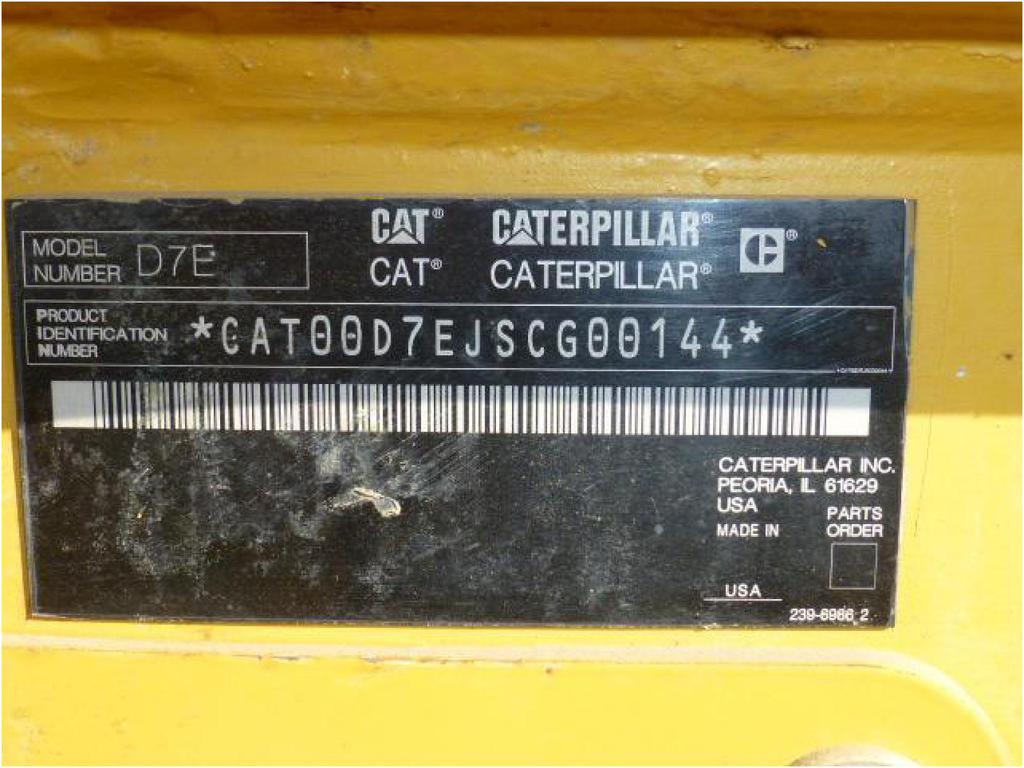 CAT® CATERPILLAR®
MODEL NUMBER D7E
CAT® CATERPILLAR®
PRODUCT
IDENTIFICATION
NUMBER
*CAT00D7EJSCG00144*
CATERPILLAR INC.
PEORIA, IL 61629
USA
MADE IN
PARTS
ORDER
USA
239-6986 2